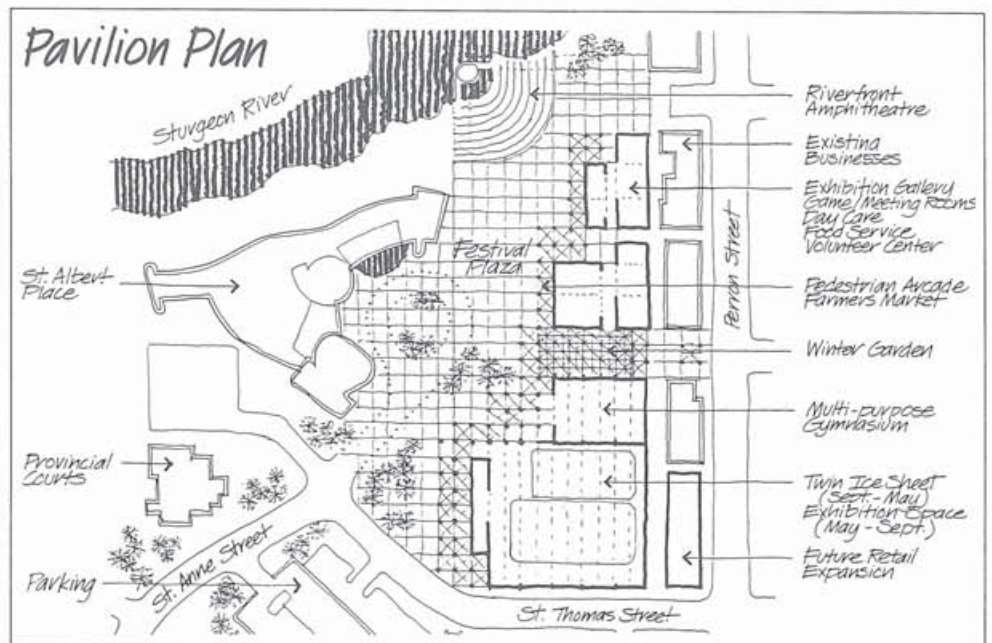 Pavilion Plan
Sturgeon River
Riverfront
Amphitheatre
Existing
Businesses
Exhibition Gallery
Game/Meeting Rooms
Day Care
Food Service
Volunteer Center
Perron Street
Festival
Plaza
St. Albert
Place
Pedestrian Arcade
Farmers Market
Winter Garden
Multi-purpose
Gymnasium
Provincial
Courts
Twin Ice Sheet
(Sept.-May)
Exhibition Space
(May-Sept.)
St. Anne Street
Parking
Future Retail
Expansion
St. Thomas Street